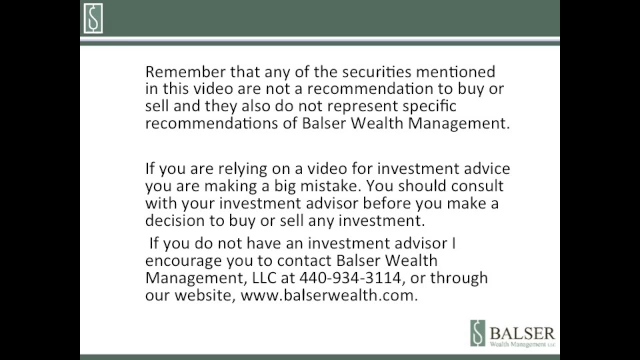 Remember that any of the securities mentioned
in this video are not a recommendation to buy or
sell and they also do not represent specific
recommendations of Balser Wealth Management.
If you are relying on a video for investment advice
you are making a big mistake. You should consult
with your investment advisor before you make a
decision to buy or sell any investment.
If you do not have an investment advisor I
encourage you to contact Balser Wealth
Management, LLC at 440-934-3114, or through
our website, www.balserwealth.com.
BALSER
Wealth Management LLC